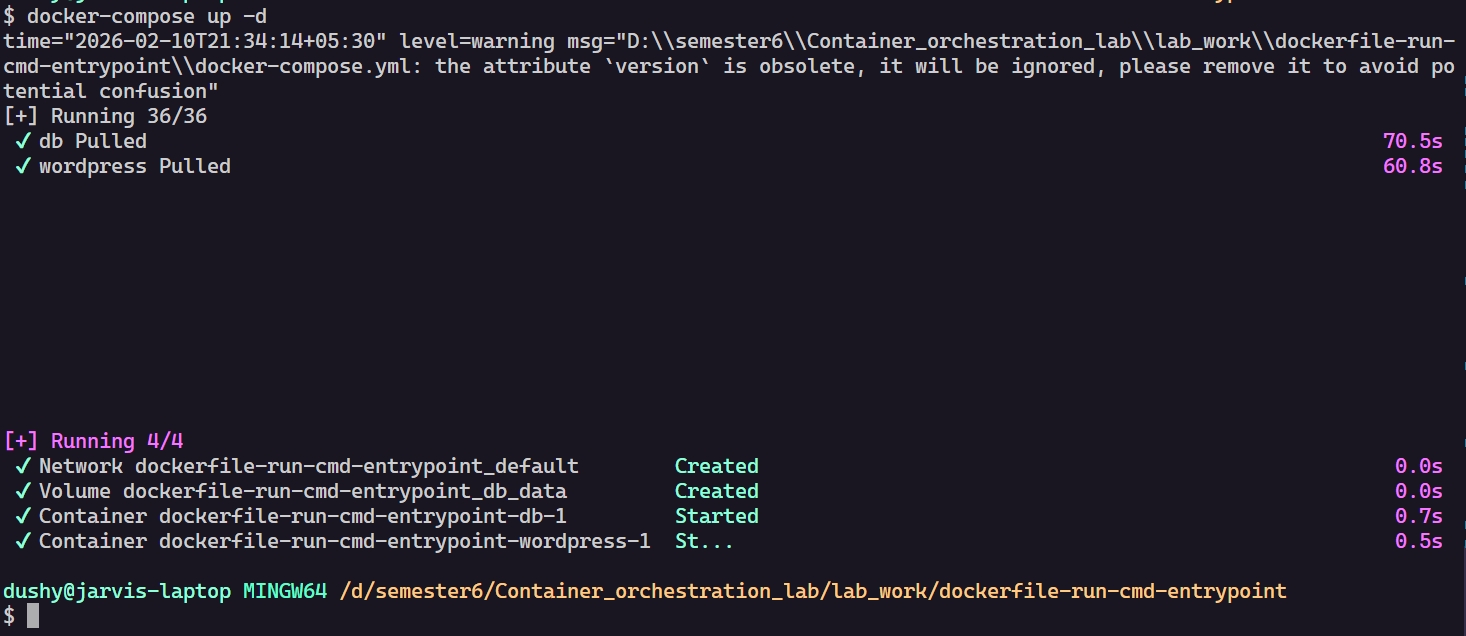 $ docker-compose up -d
time="2026-02-10T21:34:14+05:30" level=warning msg="D:\\semester6\\Container_orchestration_lab\\lab_work\\dockerfile-run-
cmd-entrypoint\\docker-compose.yml: the attribute `version` is obsolete, it will be ignored, please remove it to avoid po
tential confusion"
[+] Running 36/36
✓ db Pulled 70.5s
✓ wordpress Pulled 60.8s
[+] Running 4/4
✓ Network dockerfile-run-cmd-entrypoint_default Created 0.0s
✓ Volume dockerfile-run-cmd-entrypoint_db_data Created 0.0s
✓ Container dockerfile-run-cmd-entrypoint-db-1 Started 0.7s
✓ Container dockerfile-run-cmd-entrypoint-wordpress-1 St... 0.5s
dushy@jarvis-laptop MINGW64 /d/semester6/Container_orchestration_lab/lab_work/dockerfile-run-cmd-entrypoint
$